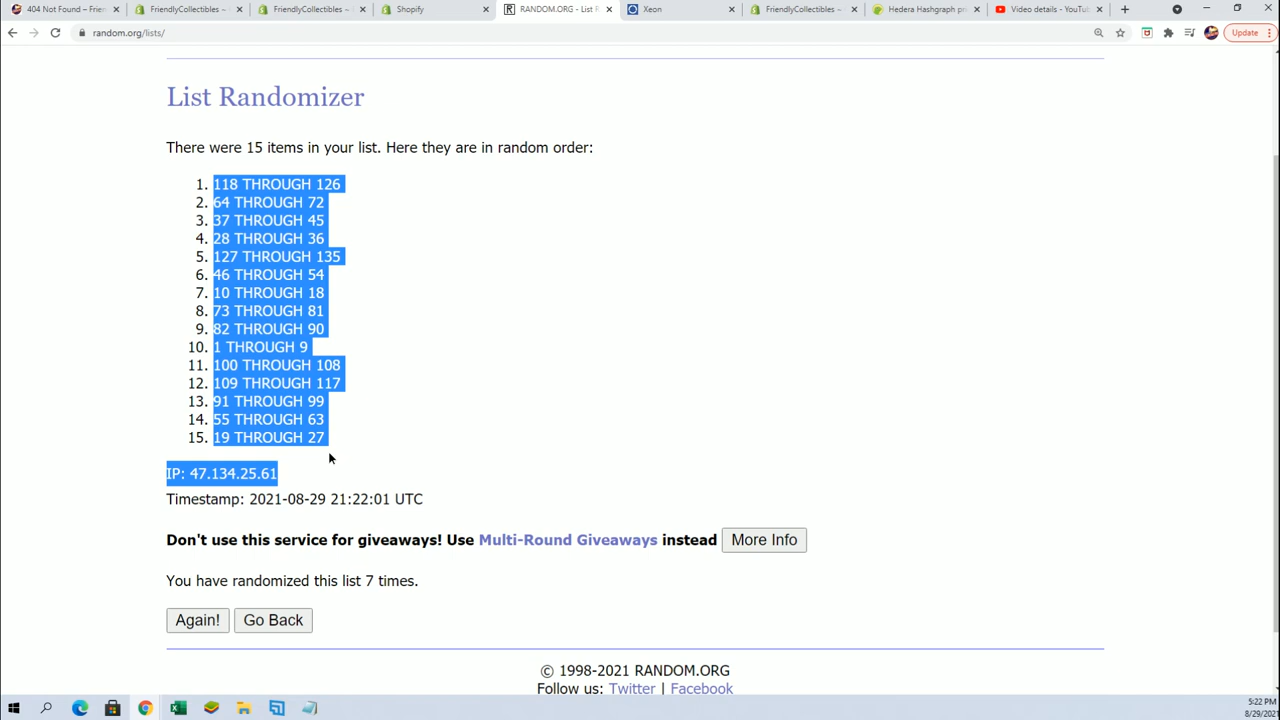 404 Not Found – Frien
FriendlyCollectibles ~
FriendlyCollectibles –
Shopify
RANDOM.ORG - List R
Xeon
FriendlyCollectibles ~
Hedera Hashgraph pr
Video details - YouTu
random.org/lists/
Update
List Randomizer
There were 15 items in your list. Here they are in random order:
1. 118 THROUGH 126
2. 64 THROUGH 72
3. 37 THROUGH 45
4. 28 THROUGH 36
5. 127 THROUGH 135
6. 46 THROUGH 54
7. 10 THROUGH 18
8. 73 THROUGH 81
9. 82 THROUGH 90
10. 1 THROUGH 9
11. 100 THROUGH 108
12. 109 THROUGH 117
13. 91 THROUGH 99
14. 55 THROUGH 63
15. 19 THROUGH 27
IP: 47.134.25.61
Timestamp: 2021-08-29 21:22:01 UTC
Don't use this service for giveaways! Use Multi-Round Giveaways instead More Info
You have randomized this list 7 times.
Again! Go Back
© 1998-2021 RANDOM.ORG
Follow us: Twitter | Facebook
5:22 PM
8/29/2021